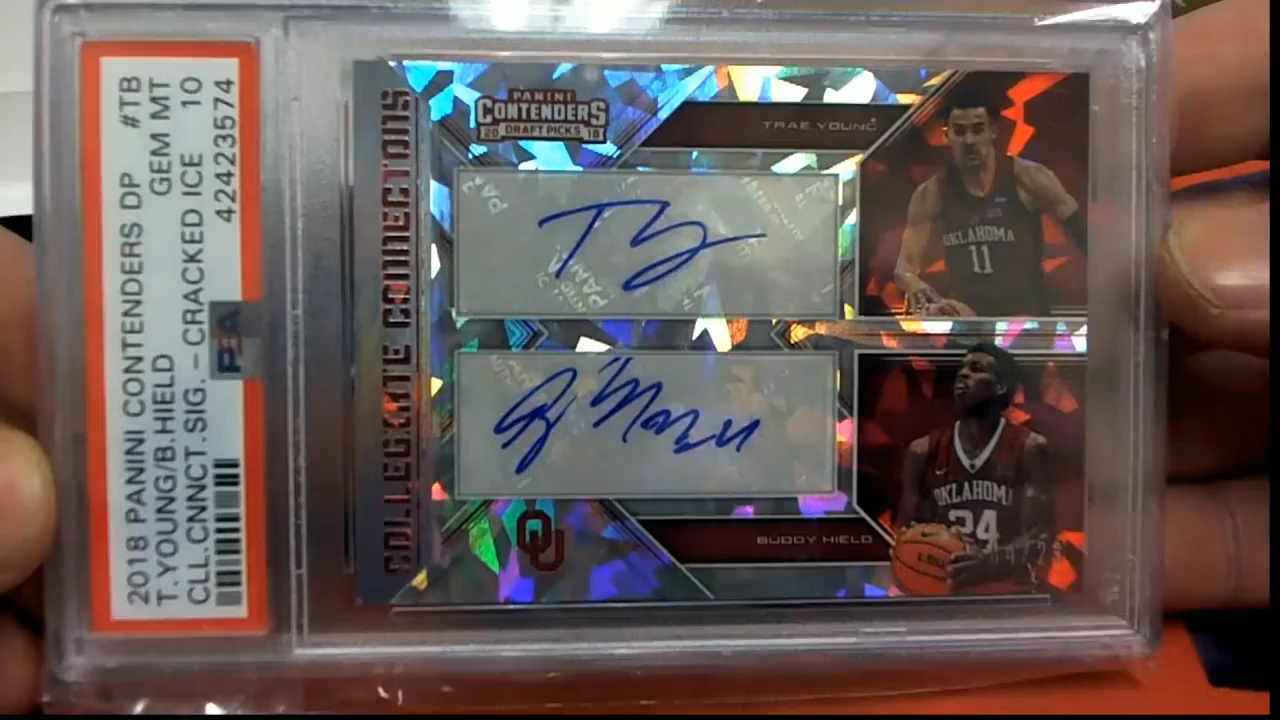 2018 PANINI CONTENDERS DP #TB
T.YOUNG/B.HIELD GEM MT
CLL.CNNCT.SIG.-CRACKED ICE 10
42423574
PSA
COLLEGIATE CONNECTIONS
PANINI
CONTENDERS
20 DRAFT PICKS 18
TRAE YOUNG
OKLAHOMA
11
BUDDY HIELD
OKLAHOMA
24
OU